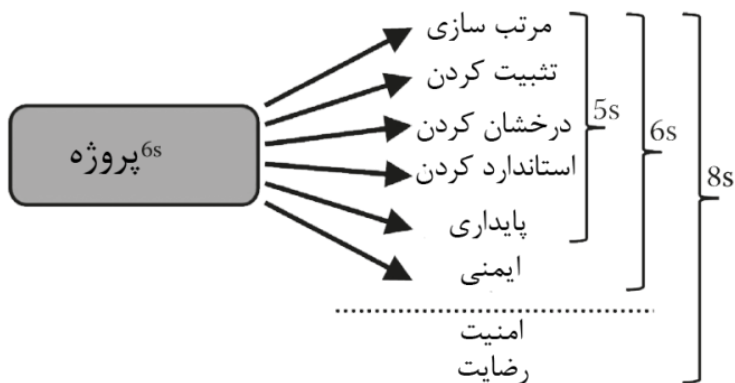 مرتب سازی
تثبیت کردن
درخشان کردن
استاندارد کردن
پایداری
ایمنی
امنیت
رضایت
پروژه 6s
5s
6s
8s